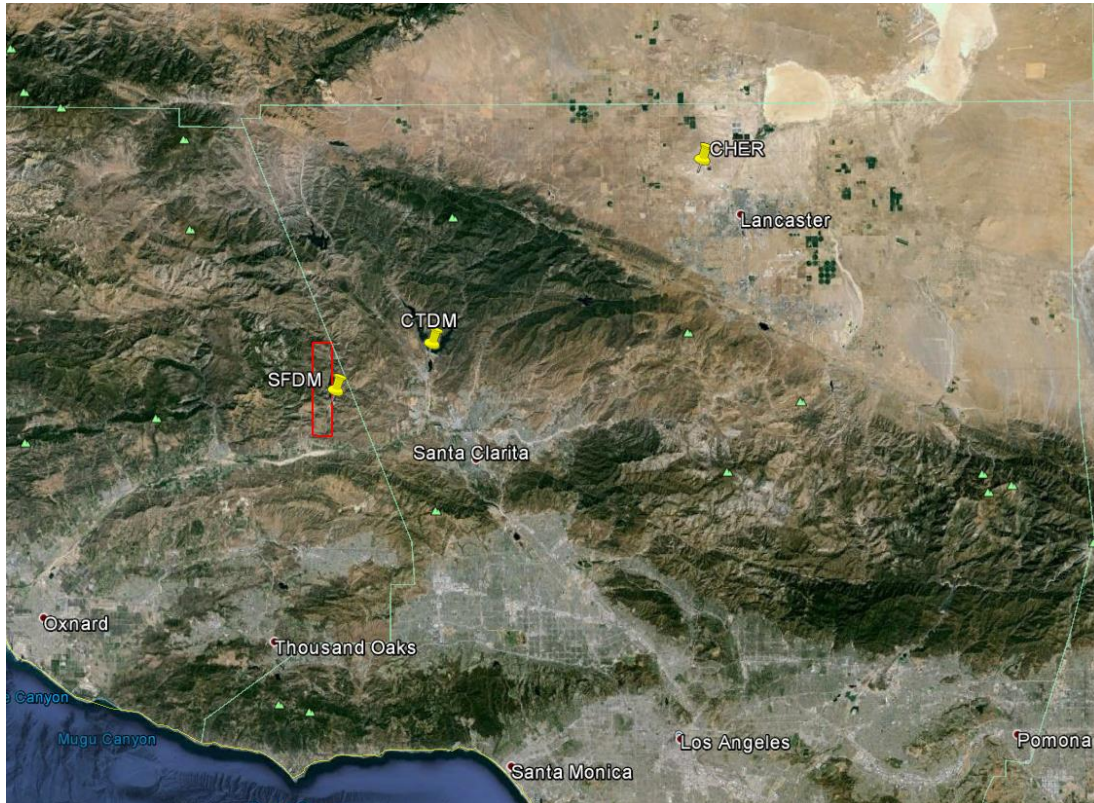 CHER
Lancaster
CTDM
SFDM
Santa Clarita
Oxnard
Thousand Oaks
e Canyon
Mugu Canyon
Los Angeles
Pomona
Santa Monica